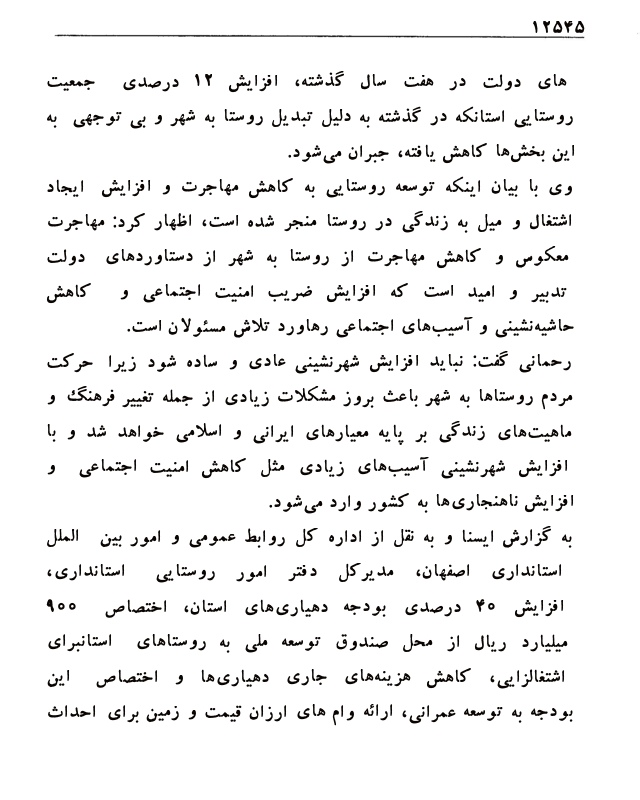 ۱۲۵۴۵
های دولت در هفت سال گذشته، افزایش ۱۲ درصدی جمعیت
روستایی استانکه در گذشته به دلیل تبدیل روستا به شهر و بی توجهی به
این بخش‌ها کاهش یافته، جبران می‌شود.
وی با بیان اینکه توسعه روستایی به کاهش مهاجرت و افزایش ایجاد
اشتغال و میل به زندگی در روستا منجر شده است، اظهار کرد: مهاجرت
معکوس و کاهش مهاجرت از روستا به شهر از دستاوردهای دولت
تدبیر و امید است که افزایش ضریب امنیت اجتماعی و کاهش
حاشیه‌نشینی و آسیب‌های اجتماعی رهاورد تلاش مسئولان است.
رحمانی گفت: نباید افزایش شهرنشینی عادی و ساده شود زیرا حرکت
مردم روستاها به شهر باعث بروز مشکلات زیادی از جمله تغییر فرهنگ و
ماهیت‌های زندگی بر پایه معیارهای ایرانی و اسلامی خواهد شد و با
افزایش شهرنشینی آسیب‌های زیادی مثل کاهش امنیت اجتماعی و
افزایش ناهنجاری‌ها به کشور وارد می‌شود.
به گزارش ایسنا و به نقل از اداره کل روابط عمومی و امور بین الملل
استانداری اصفهان، مدیرکل دفتر امور روستایی استانداری،
افزایش ۴۰ درصدی بودجه دهیاری‌های استان، اختصاص ۹۰۰
میلیارد ریال از محل صندوق توسعه ملی به روستاهای استانبرای
اشتغالزایی، کاهش هزینه‌های جاری دهیاری‌ها و اختصاص این
بودجه به توسعه عمرانی، ارائه وام های ارزان قیمت و زمین برای احداث